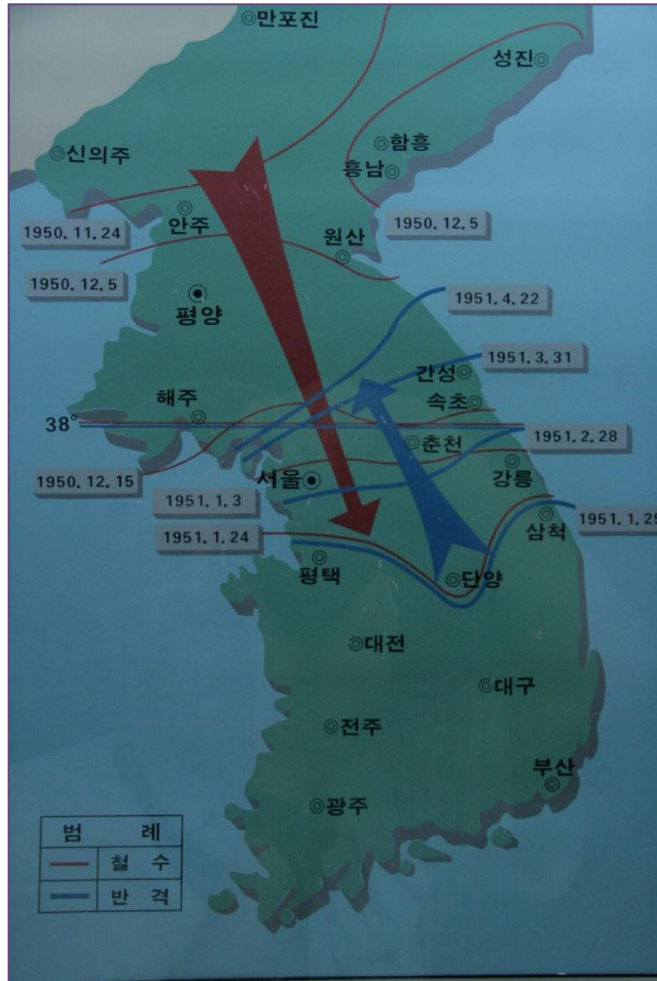 ◎만포진
성진◎
◎신의주
◎함흥
흥남◎
1950.11.24
안주
1950.12.5
원산
1950.12.5
평양
1951.4.22
1951.3.31
간성◎
해주
속초◎
38°
◎춘천
1951.2.28
1950.12.15
서울
강릉
1951.1.3
1951.1.24
1951.1.25
삼척
평택
◎단양
◎대전
◎대구
◎전주
부산
◎광주
범 례
철 수
반 격